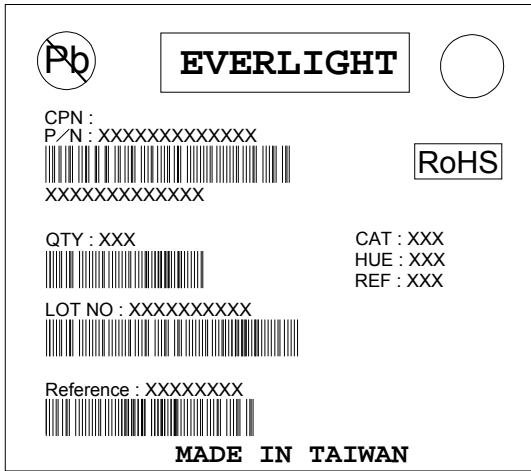 Pb
EVERLIGHT
CPN :
P/N : XXXXXXXXXXXXX
RoHS
XXXXXXXXXXXXX
QTY : XXX
CAT : XXX
HUE : XXX
REF : XXX
LOT NO : XXXXXXXXXX
Reference : XXXXXXXX
MADE IN TAIWAN